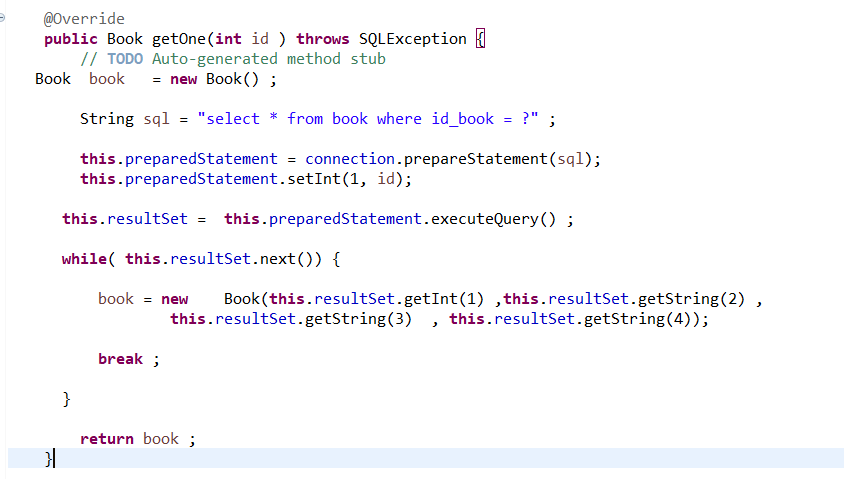 @Override
public Book getOne(int id ) throws SQLException {
// TODO Auto-generated method stub
Book  book   = new Book() ;
String sql = "select * from book where id_book = ?" ;
this.preparedStatement = connection.prepareStatement(sql);
this.preparedStatement.setInt(1, id);
this.resultSet =  this.preparedStatement.executeQuery() ;
while( this.resultSet.next()) {
book = new    Book(this.resultSet.getInt(1) ,this.resultSet.getString(2) ,
this.resultSet.getString(3)  , this.resultSet.getString(4));
break ;
}
return book ;
}